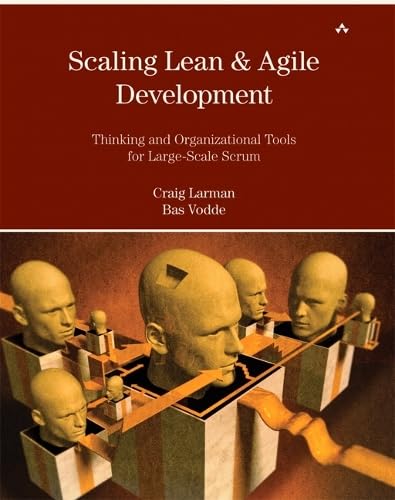 Scaling Lean & Agile
Development
Thinking and Organizational Tools
for Large-Scale Scrum
Craig Larman
Bas Vodde